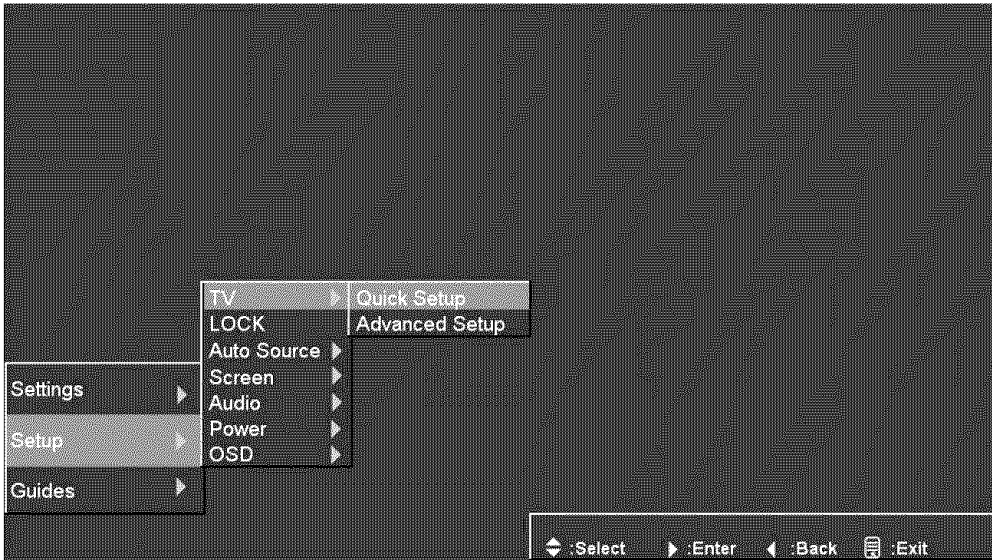 TV
Quick Setup
LOCK
Advanced Setup
Auto Source
Screen
Audio
Power
OSD
Settings
Setup
Guides
:Select :Enter :Back :Exit